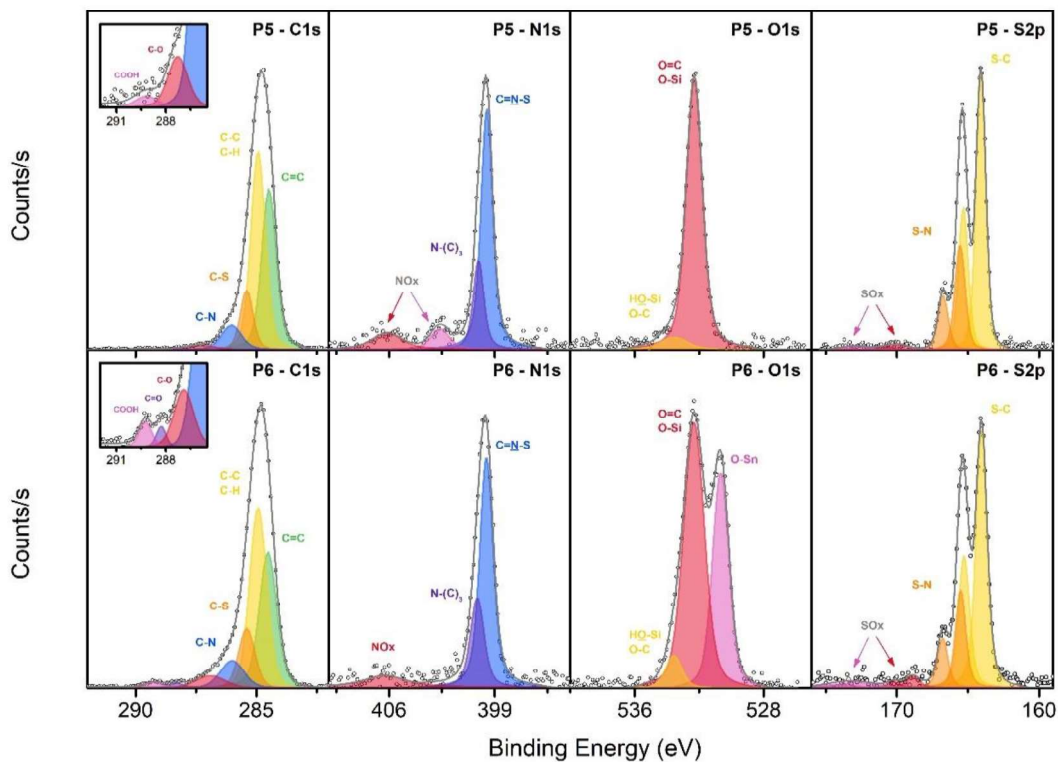 P5 - C1s
C-O
COOH
291
288
C-C
C-H
C=C
C-S
C-N
P5 - N1s
C=N-S
N-(C)3
NOx
P5 - O1s
O=C
O-Si
HO-Si
O-C
P5 - S2p
S-C
S-N
SOx
Counts/s
P6 - C1s
C-O
C=O
COOH
291
288
C-C
C-H
C=C
C-S
C-N
290
285
P6 - N1s
C=N-S
N-(C)3
NOx
406
399
P6 - O1s
O=C
O-Si
O-Sn
HO-Si
O-C
536
528
P6 - S2p
S-C
S-N
SOx
170
160
Counts/s
Binding Energy (eV)